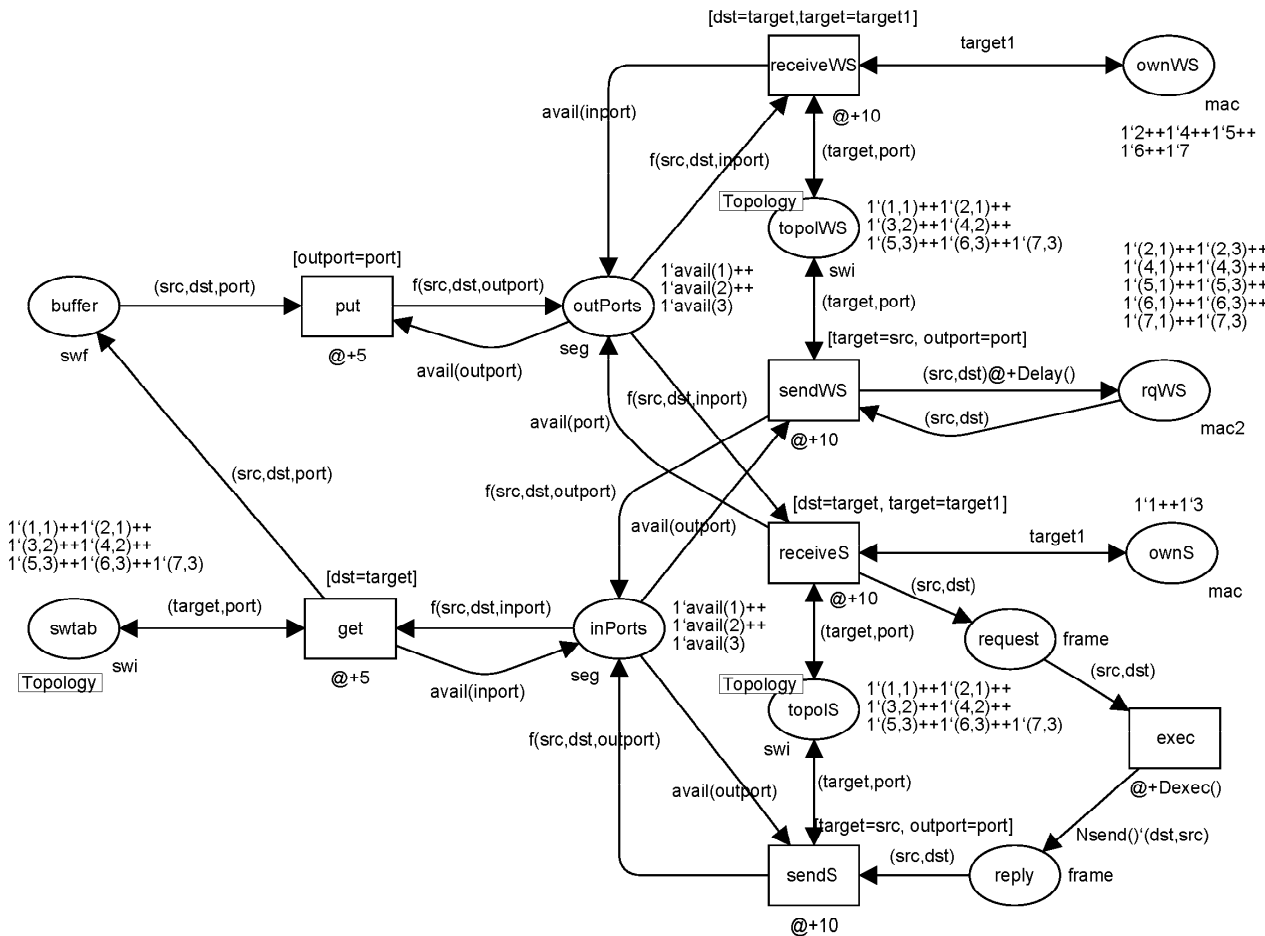 [dst=target,target=target1]
receiveWS
target1
ownWS
mac
@+10
1‘2++1‘4++1‘5++
1‘6++1‘7
avail(inport)
f(src,dst,inport)
(target,port)
Topology
topolWS
swi
1‘(1,1)++1‘(2,1)++
1‘(3,2)++1‘(4,2)++
1‘(5,3)++1‘(6,3)++1‘(7,3)
1‘(2,1)++1‘(2,3)++
1‘(4,1)++1‘(4,3)++
1‘(5,1)++1‘(5,3)++
1‘(6,1)++1‘(6,3)++
1‘(7,1)++1‘(7,3)
[outport=port]
buffer
swf
(src,dst,port)
put
@+5
f(src,dst,outport)
avail(outport)
outPorts
seg
1‘avail(1)++
1‘avail(2)++
1‘avail(3)
(target,port)
[target=src, outport=port]
sendWS
@+10
(src,dst)@+Delay()
(src,dst)
rqWS
mac2
f(src,dst,inport)
avail(port)
(src,dst,port)
f(src,dst,outport)
avail(outport)
[dst=target, target=target1]
receiveS
@+10
target1
1‘1++1‘3
ownS
mac
1‘(1,1)++1‘(2,1)++
1‘(3,2)++1‘(4,2)++
1‘(5,3)++1‘(6,3)++1‘(7,3)
swtab
swi
Topology
(target,port)
[dst=target]
get
@+5
f(src,dst,inport)
avail(inport)
inPorts
seg
1‘avail(1)++
1‘avail(2)++
1‘avail(3)
(target,port)
(src,dst)
request
frame
(src,dst)
Topology
topolS
swi
1‘(1,1)++1‘(2,1)++
1‘(3,2)++1‘(4,2)++
1‘(5,3)++1‘(6,3)++1‘(7,3)
exec
@+Dexec()
f(src,dst,outport)
avail(outport)
(target,port)
[target=src, outport=port]
Nsend()‘(dst,src)
sendS
@+10
(src,dst)
reply
frame